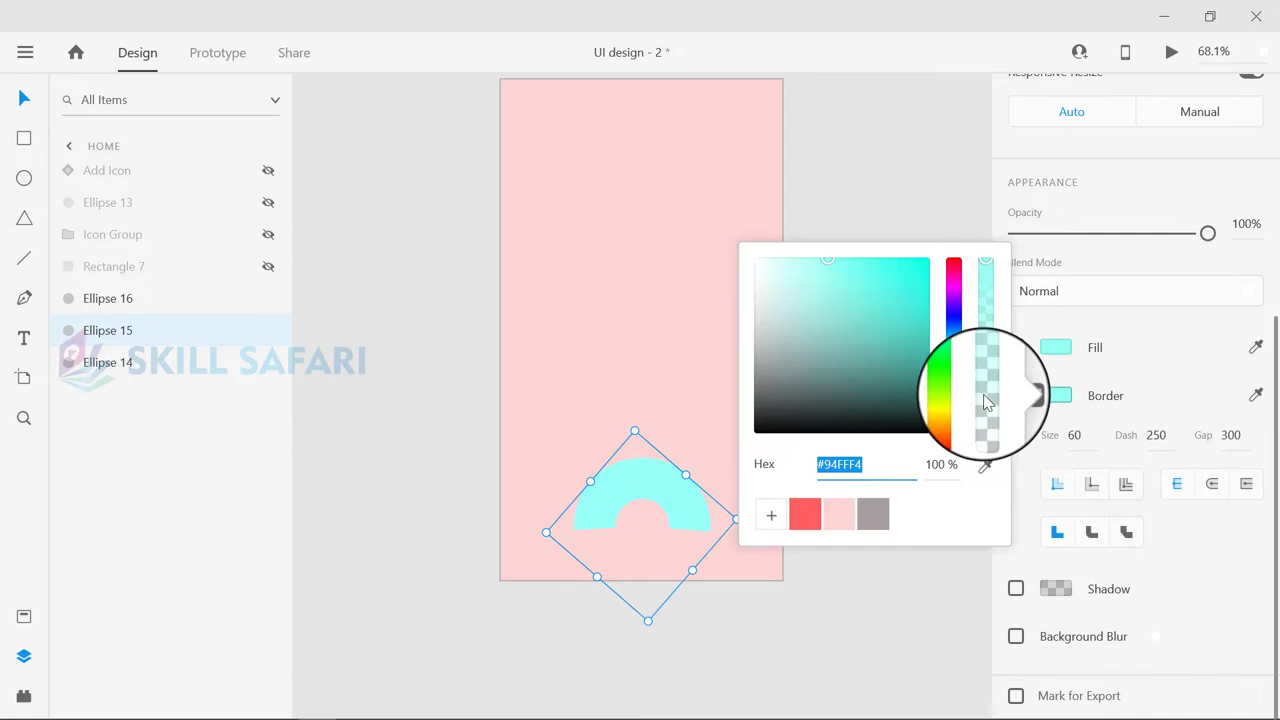 Design
Prototype
Share
UI design - 2 *
68.1%
All Items
HOME
Add Icon
Ellipse 13
Icon Group
Rectangle 7
Ellipse 16
Ellipse 15
Ellipse 14
SKILL SAFARI
Responsive Resize
Auto
Manual
APPEARANCE
Opacity
100%
Blend Mode
Normal
Fill
Border
Size 60 Dash 250 Gap 300
Hex #94FFF4 100 %
Shadow
Background Blur
Mark for Export